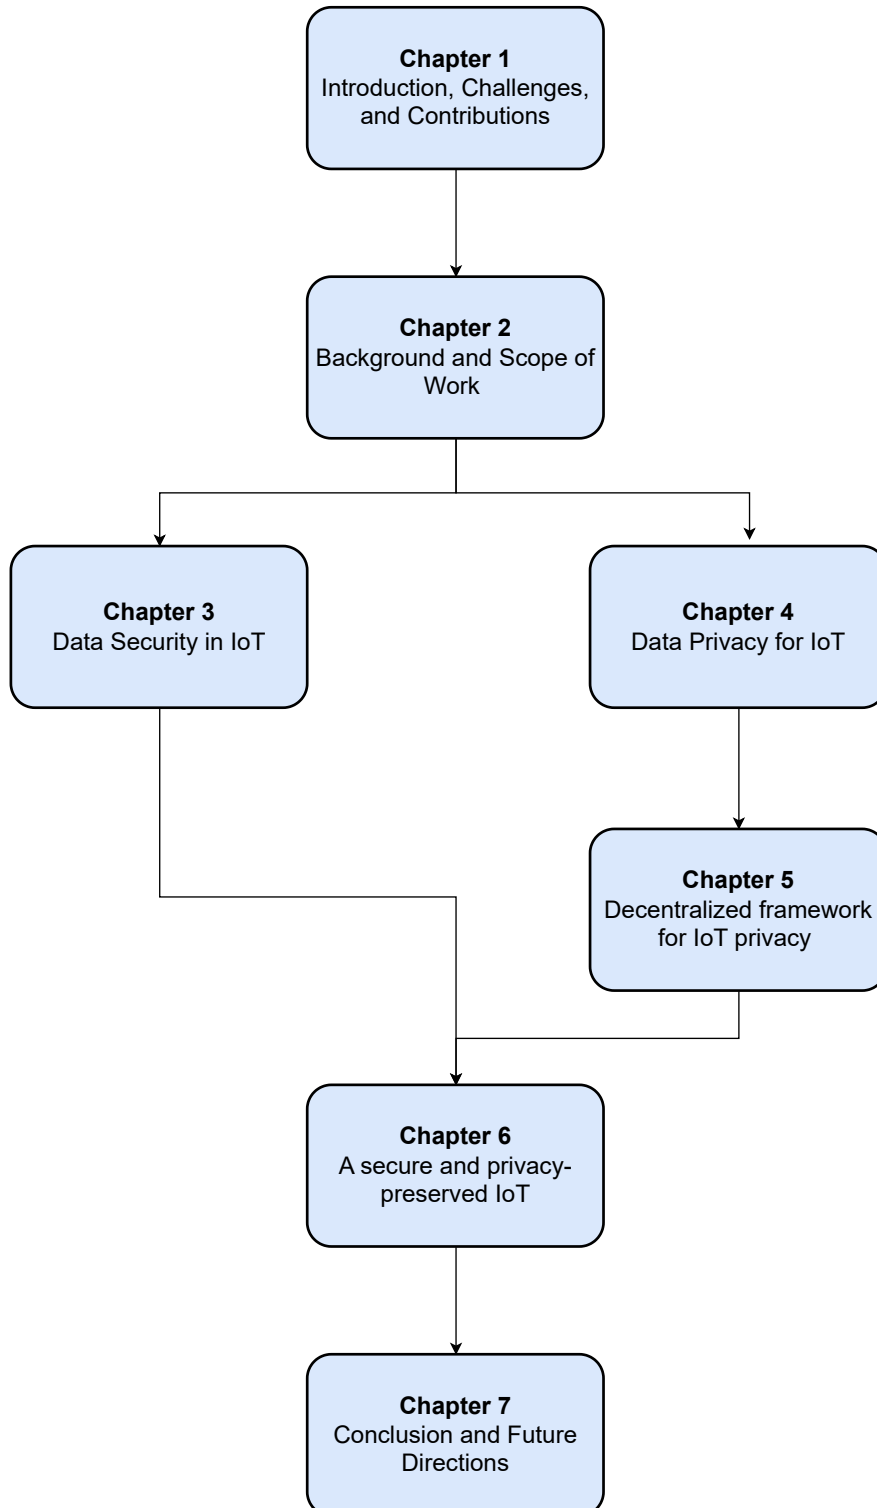 Chapter 1
Introduction, Challenges,
and Contributions
Chapter 2
Background and Scope of
Work
Chapter 3
Data Security in IoT
Chapter 4
Data Privacy for IoT
Chapter 5
Decentralized framework
for IoT privacy
Chapter 6
A secure and privacy-
preserved IoT
Chapter 7
Conclusion and Future
Directions